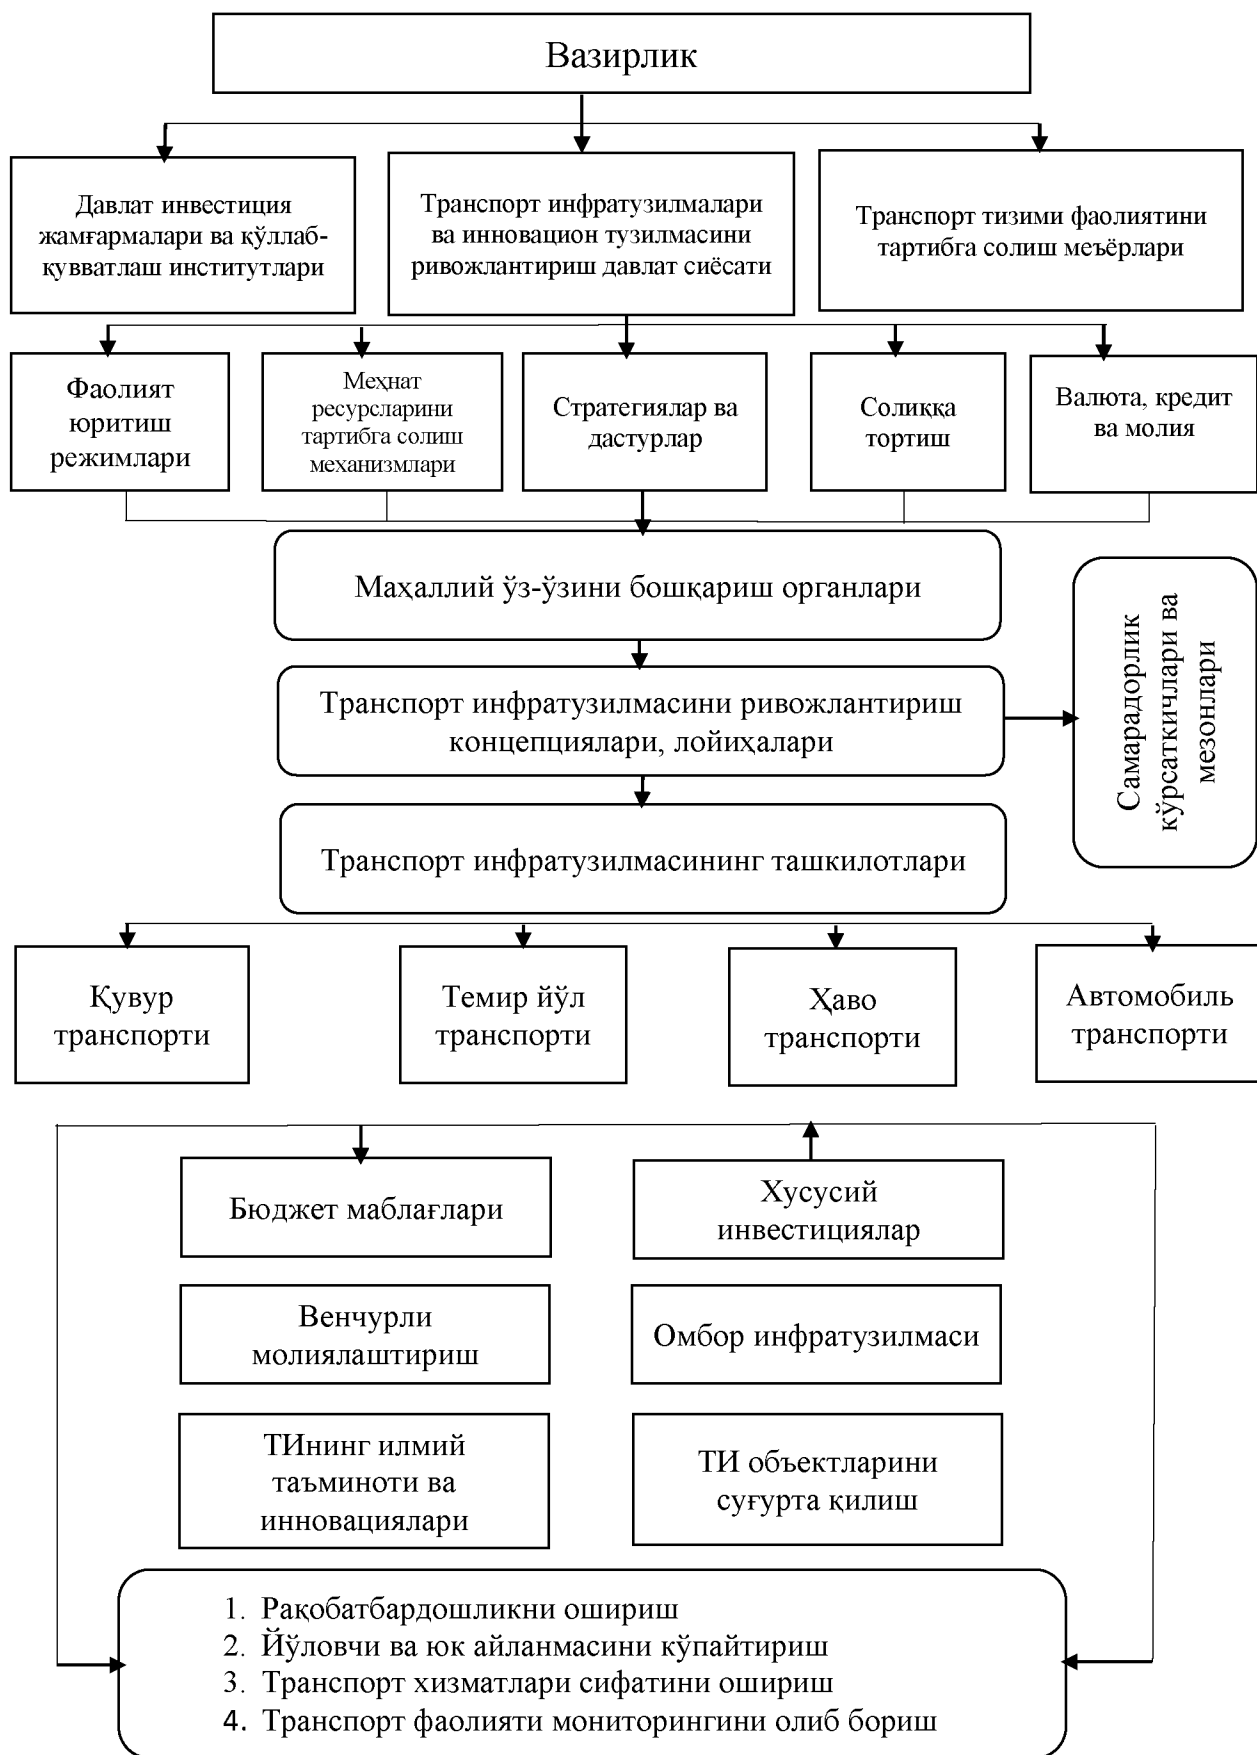 Вазирлик
Давлат инвестиция
жамғармалари ва қўллаб-
қувватлаш институтлари
Транспорт инфратузилмалари
ва инновацион тузилмасини
ривожлантириш давлат сиёсати
Транспорт тизими фаолиятини
тартибга солиш меъёрлари
Фаолият
юритиш
режимлари
Меҳнат
ресурсларини
тартибга солиш
механизмлари
Стратегиялар ва
дастурлар
Солиққа
тортиш
Валюта, кредит
ва молия
Маҳаллий ўз-ўзини бошқариш органлари
Транспорт инфратузилмасини ривожлантириш
концепциялари, лойиҳалари
Самарадорлик
кўрсаткичлари ва
мезонлари
Транспорт инфратузилмасининг ташкилотлари
Қувур
транспорти
Темир йўл
транспорти
Ҳаво
транспорти
Автомобиль
транспорти
Бюджет маблағлари
Хусусий
инвестициялар
Венчурли
молиялаштириш
Омбор инфратузилмаси
ТИнинг илмий
таъминоти ва
инновациялари
ТИ объектларини
суғурта қилиш
1. Рақобатбардошликни ошириш
2. Йўловчи ва юк айланмасини кўпайтириш
3. Транспорт хизматлари сифатини ошириш
4. Транспорт фаолияти мониторингини олиб бориш